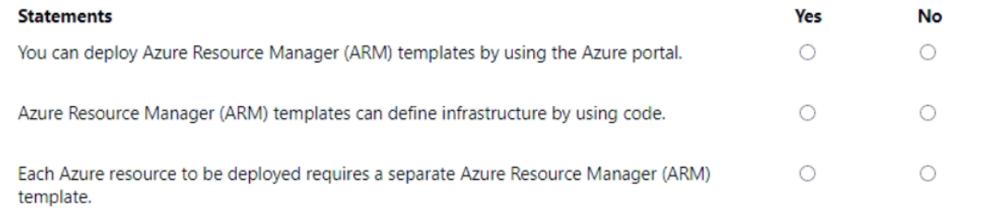 Statements Yes No
You can deploy Azure Resource Manager (ARM) templates by using the Azure portal.
Azure Resource Manager (ARM) templates can define infrastructure by using code.
Each Azure resource to be deployed requires a separate Azure Resource Manager (ARM)
template.